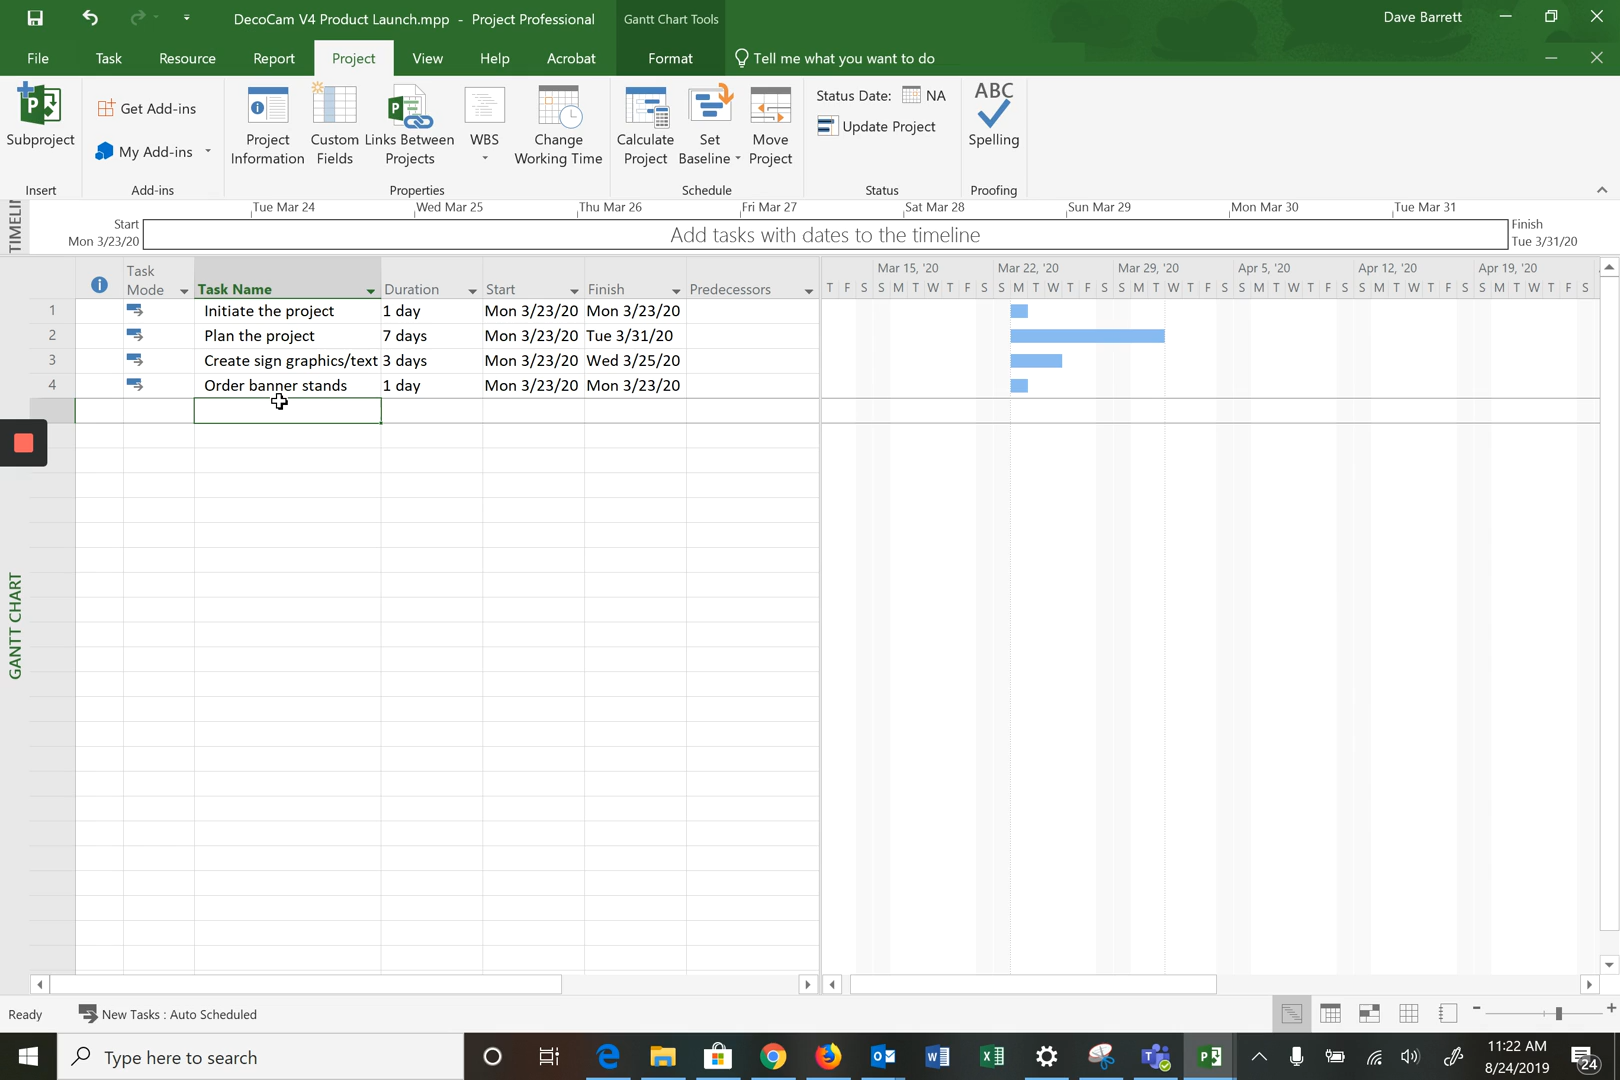 DecoCam V4 Product Launch.mpp - Project Professional
Gantt Chart Tools
Dave Barrett
File Task Resource Report Project View Help Acrobat Format Tell me what you want to do
Subproject
Insert
Get Add-ins
My Add-ins
Add-ins
Project Information
Custom Fields
Links Between Projects
WBS
Change Working Time
Properties
Calculate Project
Set Baseline
Move Project
Schedule
Status Date: NA
Update Project
Status
ABC
Spelling
Proofing
Tue Mar 24 Wed Mar 25 Thu Mar 26 Fri Mar 27 Sat Mar 28 Sun Mar 29 Mon Mar 30 Tue Mar 31
Start
Mon 3/23/20
Add tasks with dates to the timeline
Finish
Tue 3/31/20
Task Mode Task Name Duration Start Finish Predecessors
Mar 15, '20 Mar 22, '20 Mar 29, '20 Apr 5, '20 Apr 12, '20 Apr 19, '20
T F S S M T W T F S S M T W T F S S M T W T F S S M T W T F S S M T W T F S S M T W T F S
1 Initiate the project 1 day Mon 3/23/20 Mon 3/23/20
2 Plan the project 7 days Mon 3/23/20 Tue 3/31/20
3 Create sign graphics/text 3 days Mon 3/23/20 Wed 3/25/20
4 Order banner stands 1 day Mon 3/23/20 Mon 3/23/20
GANTT CHART
Ready New Tasks : Auto Scheduled
Type here to search
11:22 AM
8/24/2019
24